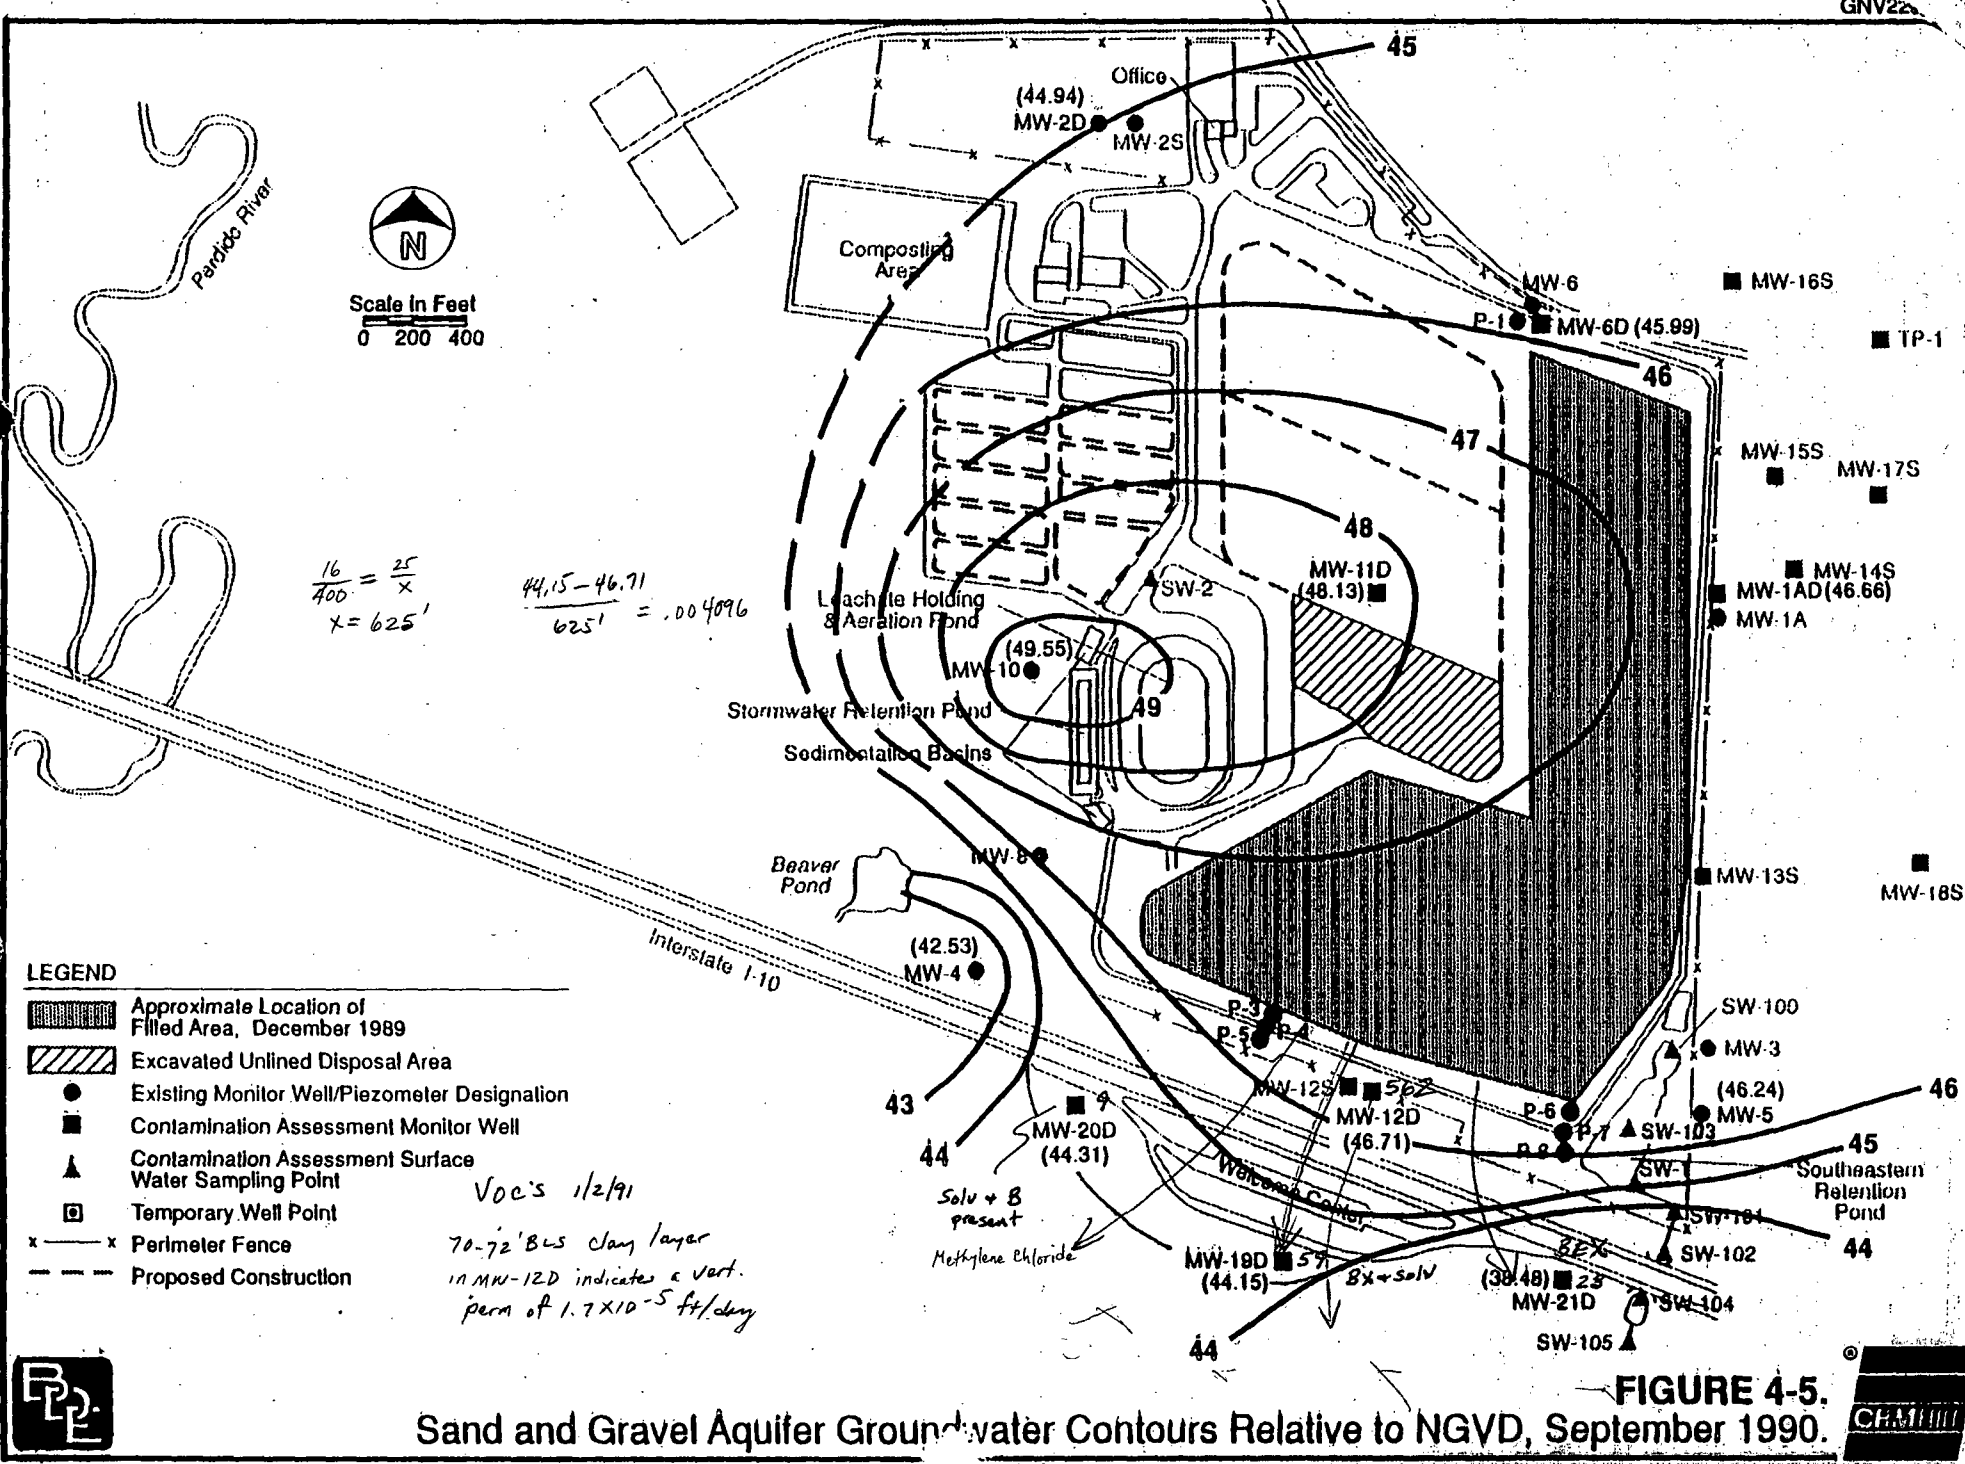 45
Office
(44.94)
MW-2D
MW-2S
Perdido River
N
Scale in Feet
0 200 400
Composting
Area
MW-6
P-1
MW-6D (45.99)
MW-16S
TP-1
46
47
MW-15S
MW-17S
48
MW-11D
(48.13)
SW-2
MW-14S
MW-1AD (46.66)
MW-1A
16/400 = 25/x
x = 625'
44.15 - 46.71
625'
= .004096
Leachate Holding
& Aeration Pond
(49.55)
MW-10
49
Stormwater Retention Pond
Sedimentation Basins
Beaver
Pond
MW-8
MW-13S
MW-18S
Interstate I-10
(42.53)
MW-4
P-3
P-4
P-5
SW-100
MW-3
(46.24)
MW-5
46
43
44
MW-20D 9
(44.31)
MW-12S
562
MW-12D
(46.71)
P-6
P-7
P-8
SW-103
SW-1
45
Southeastern
Retention
Pond
Welcome Center
SW-101
SW-102
44
Solv + B
present
Methylene Chloride
MW-19D 59
(44.15)
BX + solv
BEX
(38.48)
MW-21D
SW-104
SW-105
44
LEGEND
Approximate Location of
Filled Area, December 1989
Excavated Unlined Disposal Area
Existing Monitor Well/Piezometer Designation
Contamination Assessment Monitor Well
Contamination Assessment Surface
Water Sampling Point
Temporary Well Point
x x Perimeter Fence
Proposed Construction
VOC's 1/2/91
70-72' BLS clay layer
in MW-12D indicates a vert.
perm of 1.7x10-5 ft/day
FIGURE 4-5.
Sand and Gravel Aquifer Groundwater Contours Relative to NGVD, September 1990.
CH2M HILL